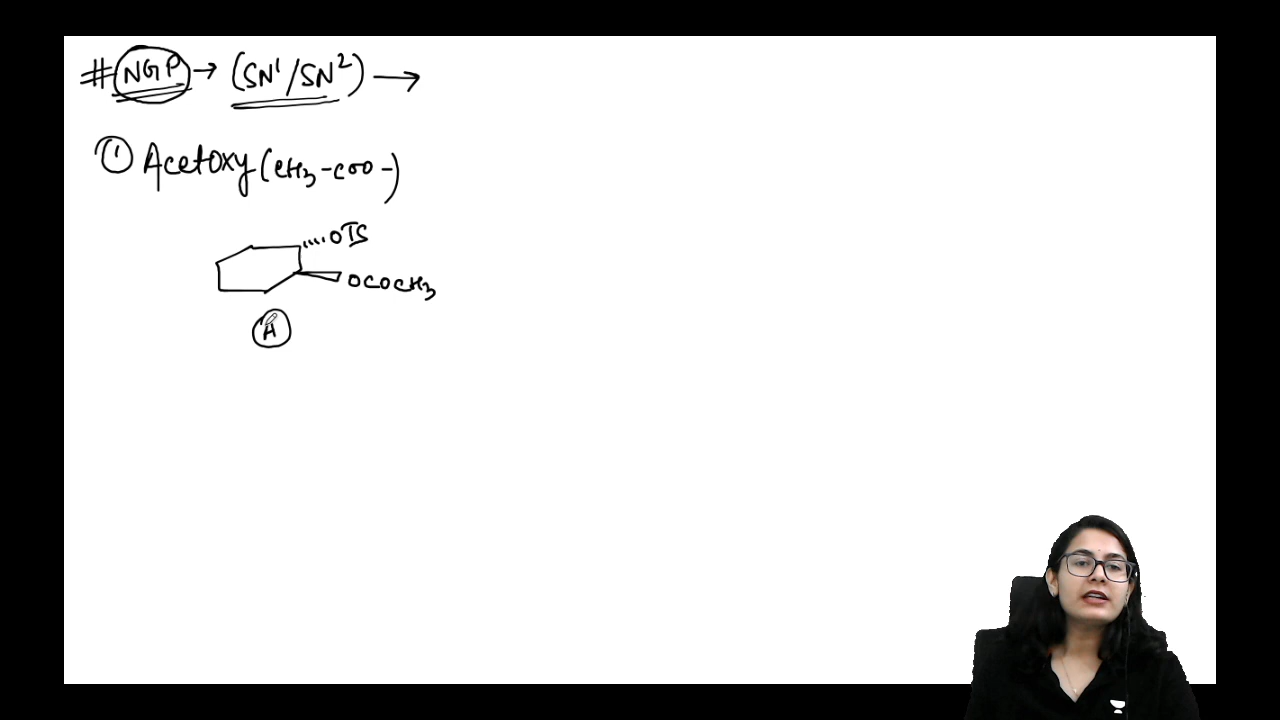 # NGP → (SN¹/SN²) →
① Acetoxy (CH₃-COO-)
OTS
OCOCH₃
A